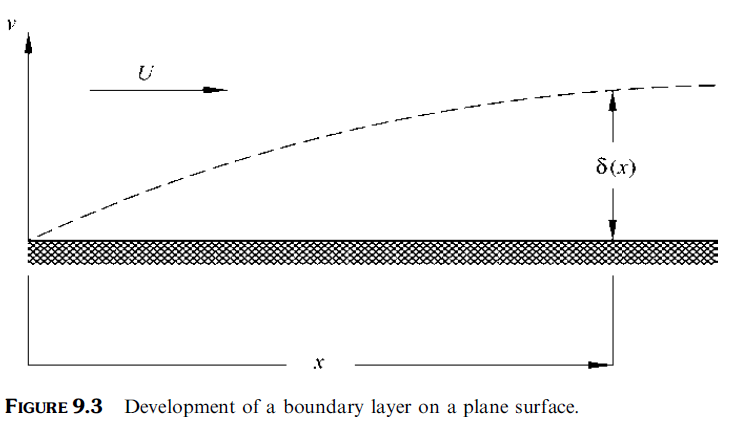 y
U
δ(x)
x
FIGURE 9.3 Development of a boundary layer on a plane surface.